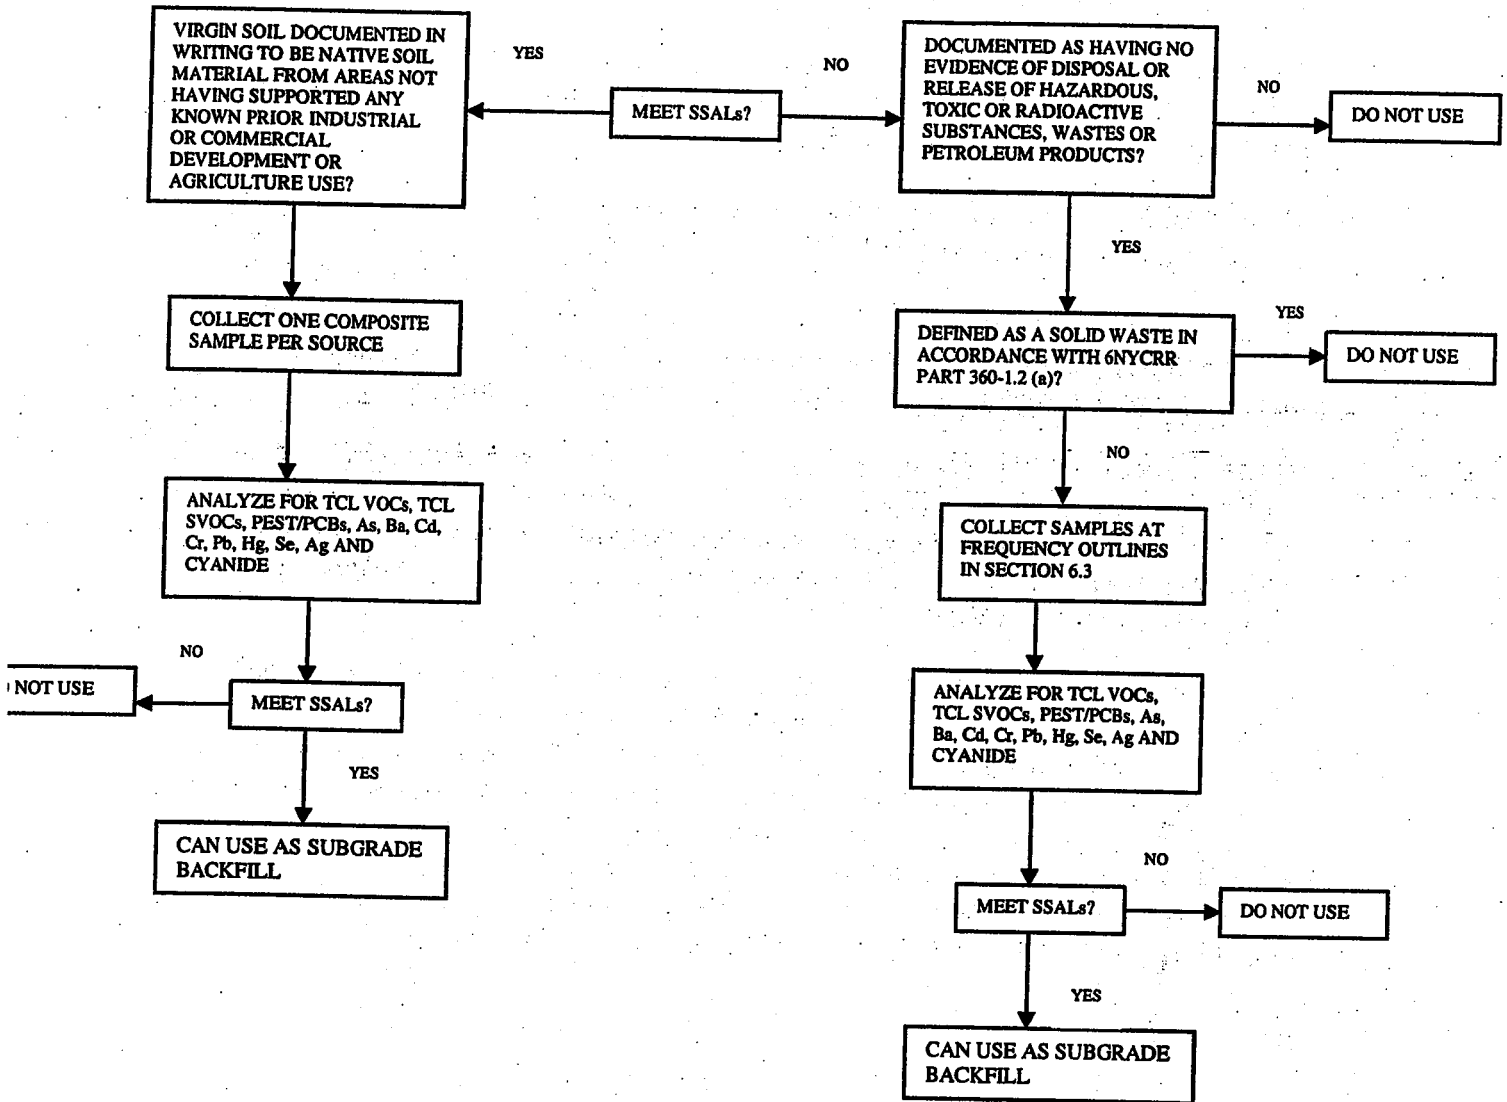 VIRGIN SOIL DOCUMENTED IN
WRITING TO BE NATIVE SOIL
MATERIAL FROM AREAS NOT
HAVING SUPPORTED ANY
KNOWN PRIOR INDUSTRIAL
OR COMMERCIAL
DEVELOPMENT OR
AGRICULTURE USE?
YES
MEET SSALs?
NO
DOCUMENTED AS HAVING NO
EVIDENCE OF DISPOSAL OR
RELEASE OF HAZARDOUS,
TOXIC OR RADIOACTIVE
SUBSTANCES, WASTES OR
PETROLEUM PRODUCTS?
NO
DO NOT USE
YES
COLLECT ONE COMPOSITE
SAMPLE PER SOURCE
DEFINED AS A SOLID WASTE IN
ACCORDANCE WITH 6NYCRR
PART 360-1.2 (a)?
YES
DO NOT USE
NO
ANALYZE FOR TCL VOCs, TCL
SVOCs, PEST/PCBs, As, Ba, Cd,
Cr, Pb, Hg, Se, Ag AND
CYANIDE
COLLECT SAMPLES AT
FREQUENCY OUTLINES
IN SECTION 6.3
NO
NOT USE
MEET SSALs?
YES
ANALYZE FOR TCL VOCs,
TCL SVOCs, PEST/PCBs, As,
Ba, Cd, Cr, Pb, Hg, Se, Ag AND
CYANIDE
CAN USE AS SUBGRADE
BACKFILL
NO
MEET SSALs?
DO NOT USE
YES
CAN USE AS SUBGRADE
BACKFILL